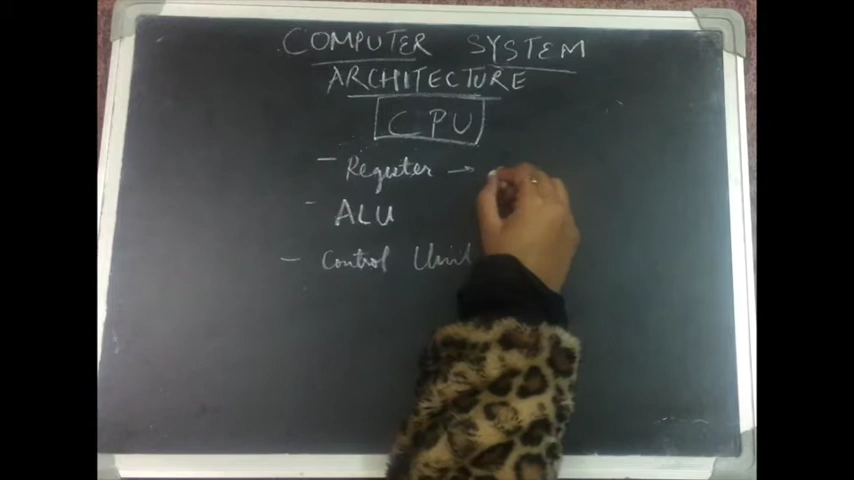 COMPUTER SYSTEM
ARCHITECTURE
CPU
- Register →
- ALU
- Control Unit